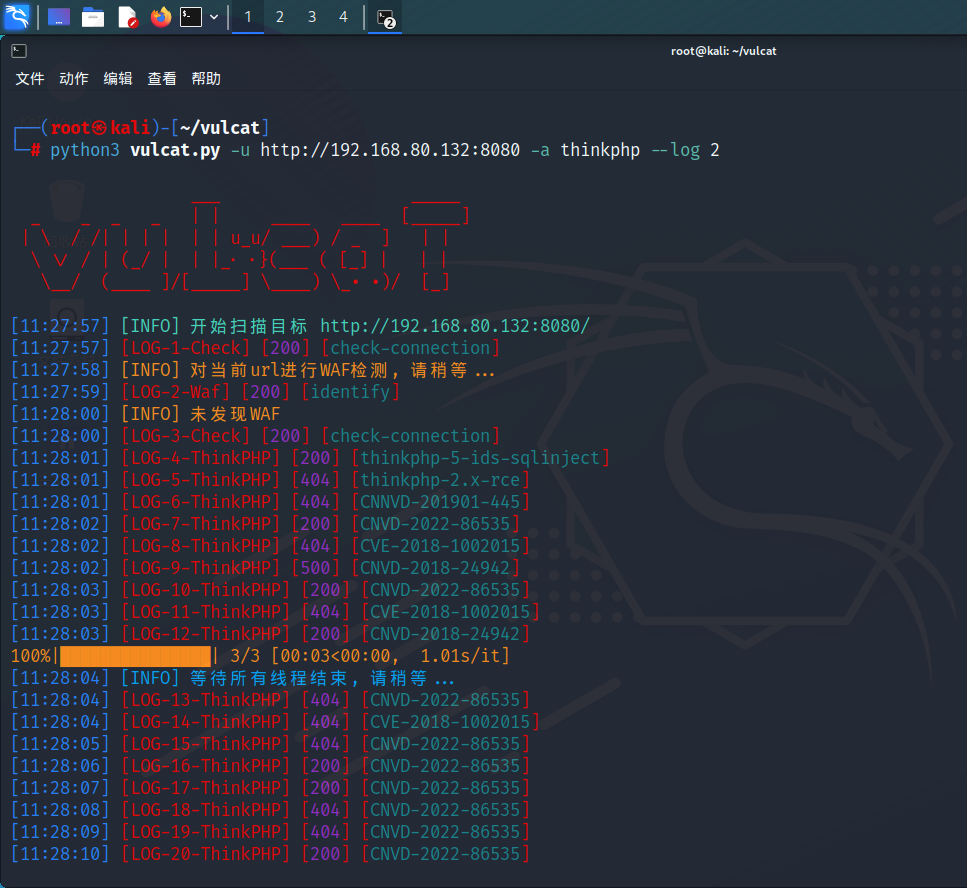 1 2 3 4 2
root@kali: ~/vulcat
文件 动作 编辑 查看 帮助
┌──(root㉿kali)-[~/vulcat]
└─# python3 vulcat.py -u http://192.168.80.132:8080 -a thinkphp --log 2
[11:27:57] [INFO] 开始扫描目标 http://192.168.80.132:8080/
[11:27:57] [LOG-1-Check] [200] [check-connection]
[11:27:58] [INFO] 对当前url进行WAF检测, 请稍等...
[11:27:59] [LOG-2-Waf] [200] [identify]
[11:28:00] [INFO] 未发现WAF
[11:28:00] [LOG-3-Check] [200] [check-connection]
[11:28:01] [LOG-4-ThinkPHP] [200] [thinkphp-5-ids-sqlinject]
[11:28:01] [LOG-5-ThinkPHP] [404] [thinkphp-2.x-rce]
[11:28:01] [LOG-6-ThinkPHP] [404] [CNNVD-201901-445]
[11:28:02] [LOG-7-ThinkPHP] [200] [CNVD-2022-86535]
[11:28:02] [LOG-8-ThinkPHP] [404] [CVE-2018-1002015]
[11:28:02] [LOG-9-ThinkPHP] [500] [CNVD-2018-24942]
[11:28:03] [LOG-10-ThinkPHP] [200] [CNVD-2022-86535]
[11:28:03] [LOG-11-ThinkPHP] [404] [CVE-2018-1002015]
[11:28:03] [LOG-12-ThinkPHP] [200] [CNVD-2018-24942]
100%|███████████████| 3/3 [00:03<00:00, 1.01s/it]
[11:28:04] [INFO] 等待所有线程结束, 请稍等...
[11:28:04] [LOG-13-ThinkPHP] [404] [CNVD-2022-86535]
[11:28:04] [LOG-14-ThinkPHP] [404] [CVE-2018-1002015]
[11:28:05] [LOG-15-ThinkPHP] [404] [CNVD-2022-86535]
[11:28:06] [LOG-16-ThinkPHP] [200] [CNVD-2022-86535]
[11:28:07] [LOG-17-ThinkPHP] [200] [CNVD-2022-86535]
[11:28:08] [LOG-18-ThinkPHP] [404] [CNVD-2022-86535]
[11:28:09] [LOG-19-ThinkPHP] [404] [CNVD-2022-86535]
[11:28:10] [LOG-20-ThinkPHP] [200] [CNVD-2022-86535]